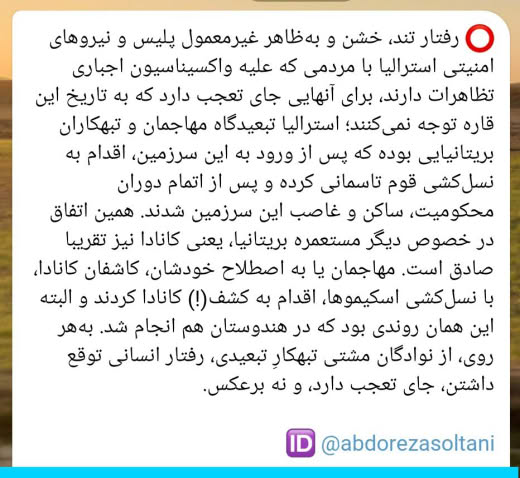 ⭕ رفتار تند، خشن و به‌ظاهر غیرمعمول پلیس و نیروهای
امنیتی استرالیا با مردمی که علیه واکسیناسیون اجباری
تظاهرات دارند، برای آنهایی جای تعجب دارد که به تاریخ این
قاره توجه نمی‌کنند؛ استرالیا تبعیدگاه مهاجمان و تبهکاران
بریتانیایی بوده که پس از ورود به این سرزمین، اقدام به
نسل‌کشی قوم تاسمانی کرده و پس از اتمام دوران
محکومیت، ساکن و غاصب این سرزمین شدند. همین اتفاق
در خصوص دیگر مستعمره بریتانیا، یعنی کانادا نیز تقریبا
صادق است. مهاجمان یا به اصطلاح خودشان، کاشفان کانادا،
با نسل‌کشی اسکیموها، اقدام به کشف(!) کانادا کردند و البته
این همان روندی بود که در هندوستان هم انجام شد. به‌هر
روی، از نوادگان مشتی تبهکارِ تبعیدی، رفتار انسانی توقع
داشتن، جای تعجب دارد، و نه برعکس.
🆔 @abdorezasoltani